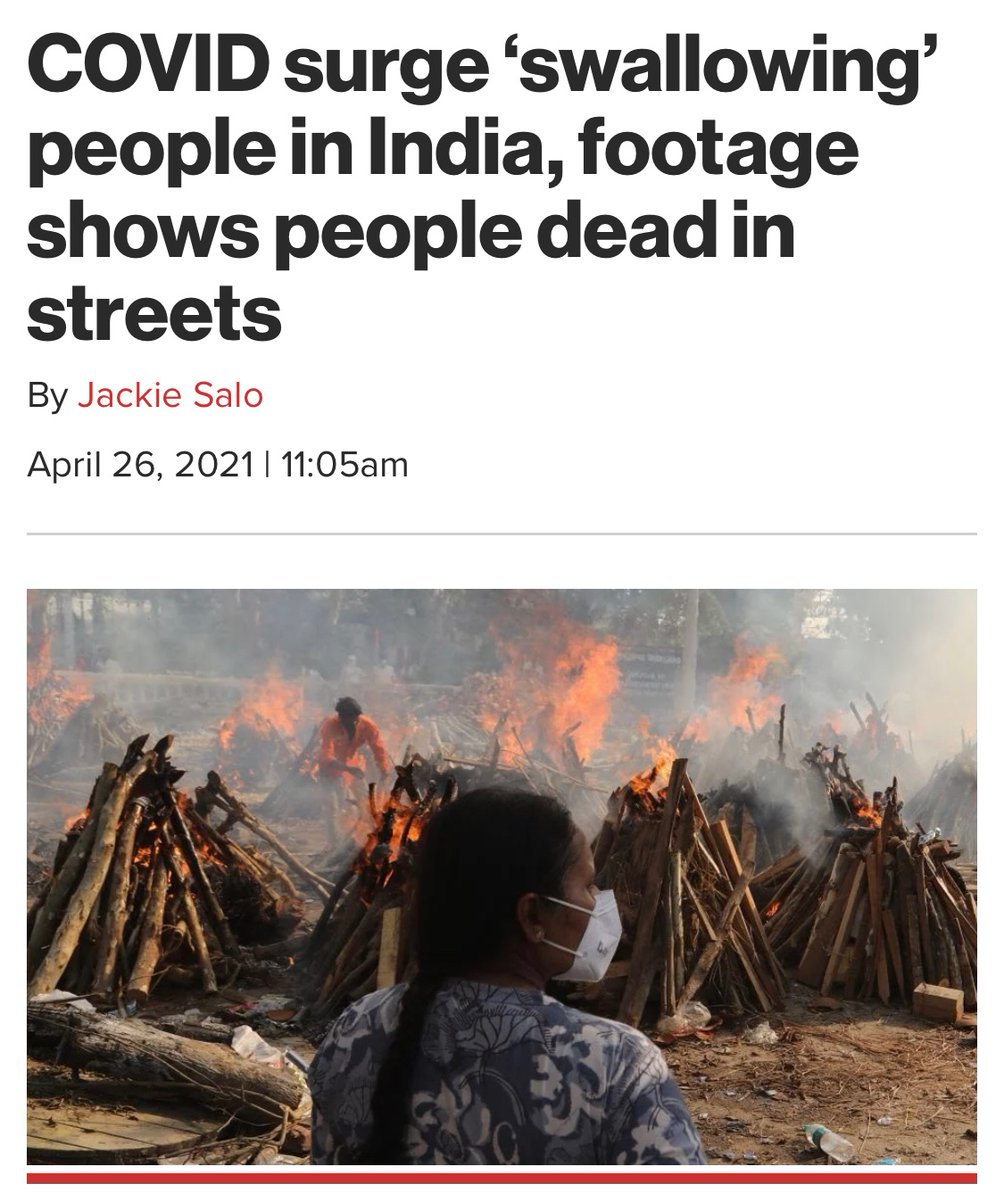 COVID surge ‘swallowing’
people in India, footage
shows people dead in
streets
By Jackie Salo
April 26, 2021 | 11:05am